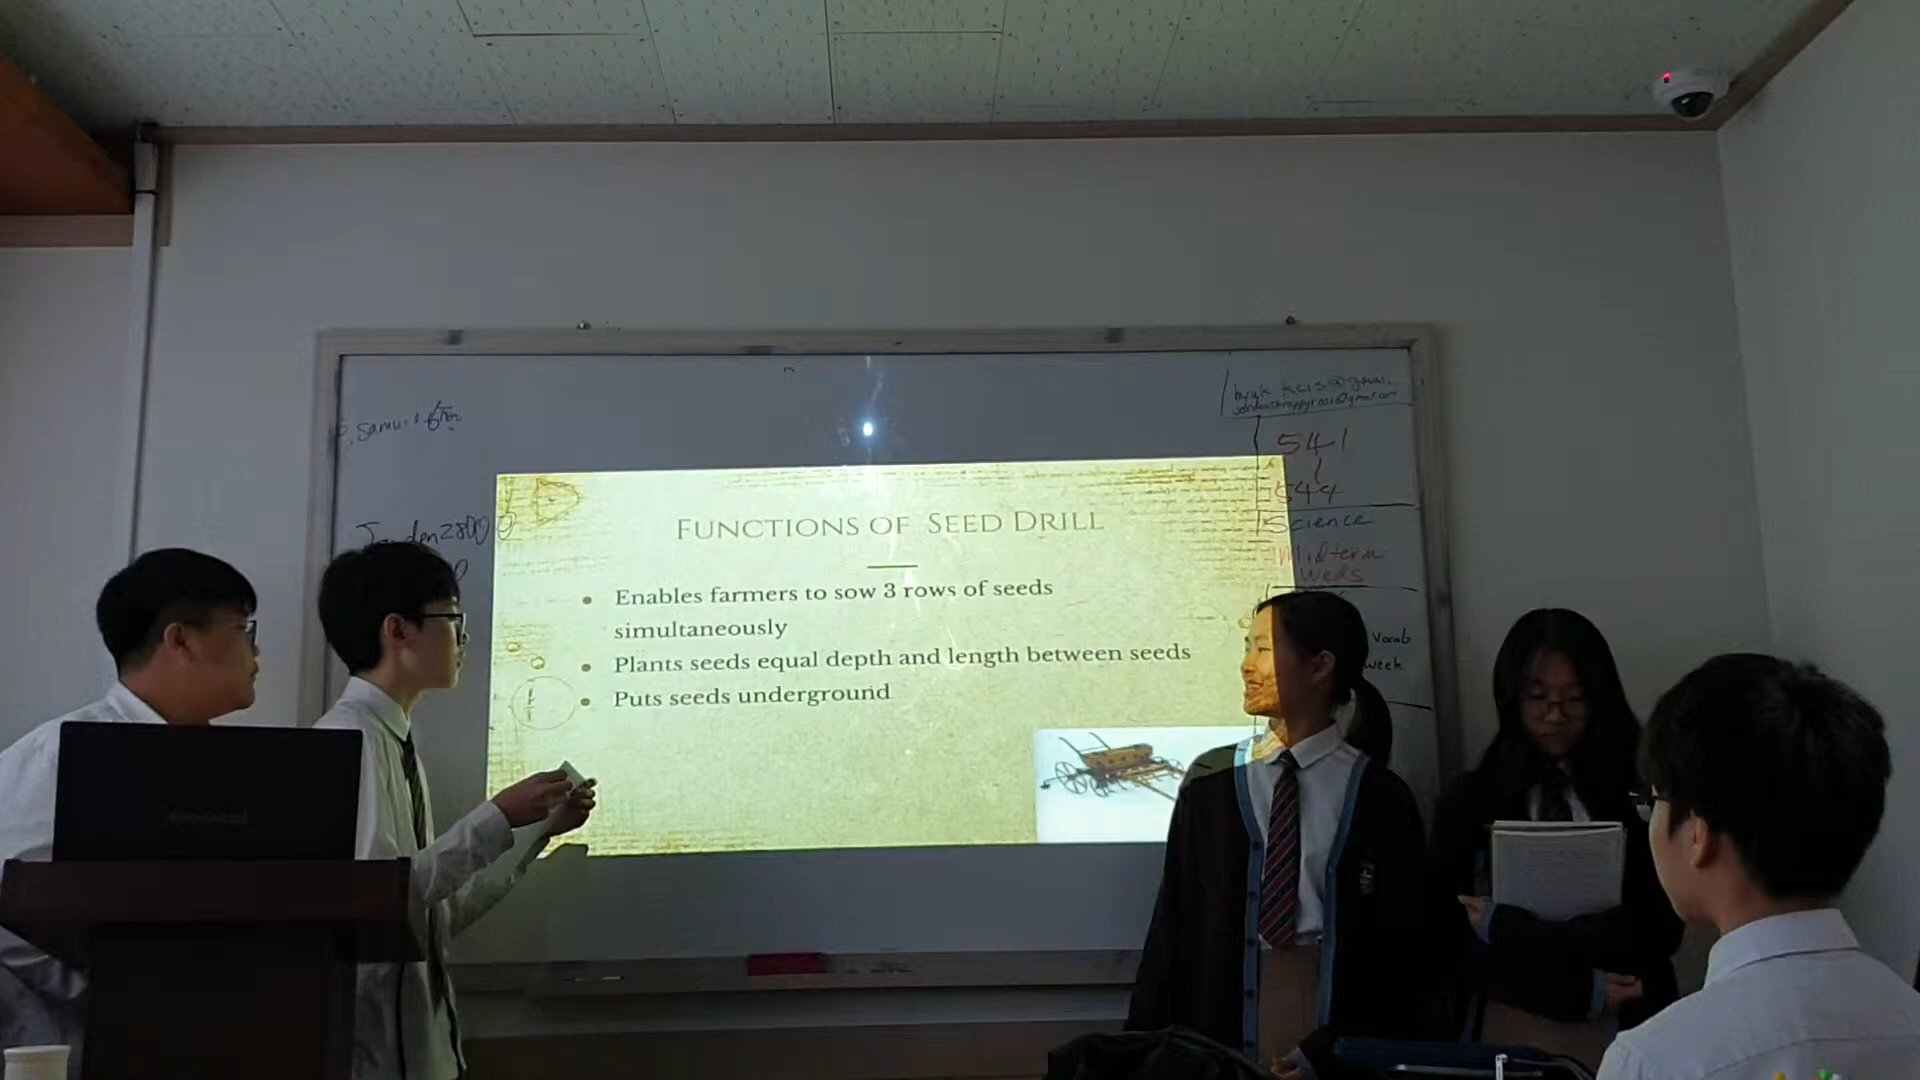 FUNCTIONS OF SEED DRILL
Enables farmers to sow 3 rows of seeds
simultaneously
Plants seeds equal depth and length between seeds
Puts seeds underground
541
544
Science
Midterm
Weds
Vocab
week